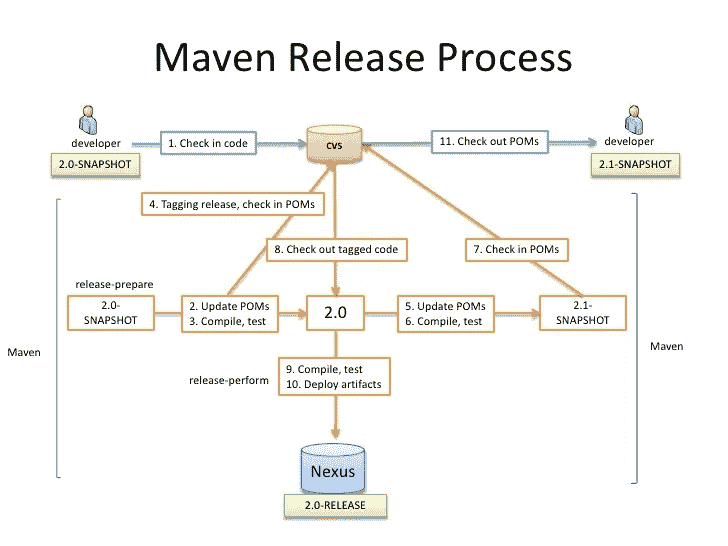 Maven Release Process
developer
1. Check in code
CVS
11. Check out POMs
developer
2.0-SNAPSHOT
2.1-SNAPSHOT
4. Tagging release, check in POMs
8. Check out tagged code
7. Check in POMs
release-prepare
2.0-
SNAPSHOT
2. Update POMs
3. Compile, test
2.0
5. Update POMs
6. Compile, test
2.1-
SNAPSHOT
Maven
Maven
release-perform
9. Compile, test
10. Deploy artifacts
Nexus
2.0-RELEASE